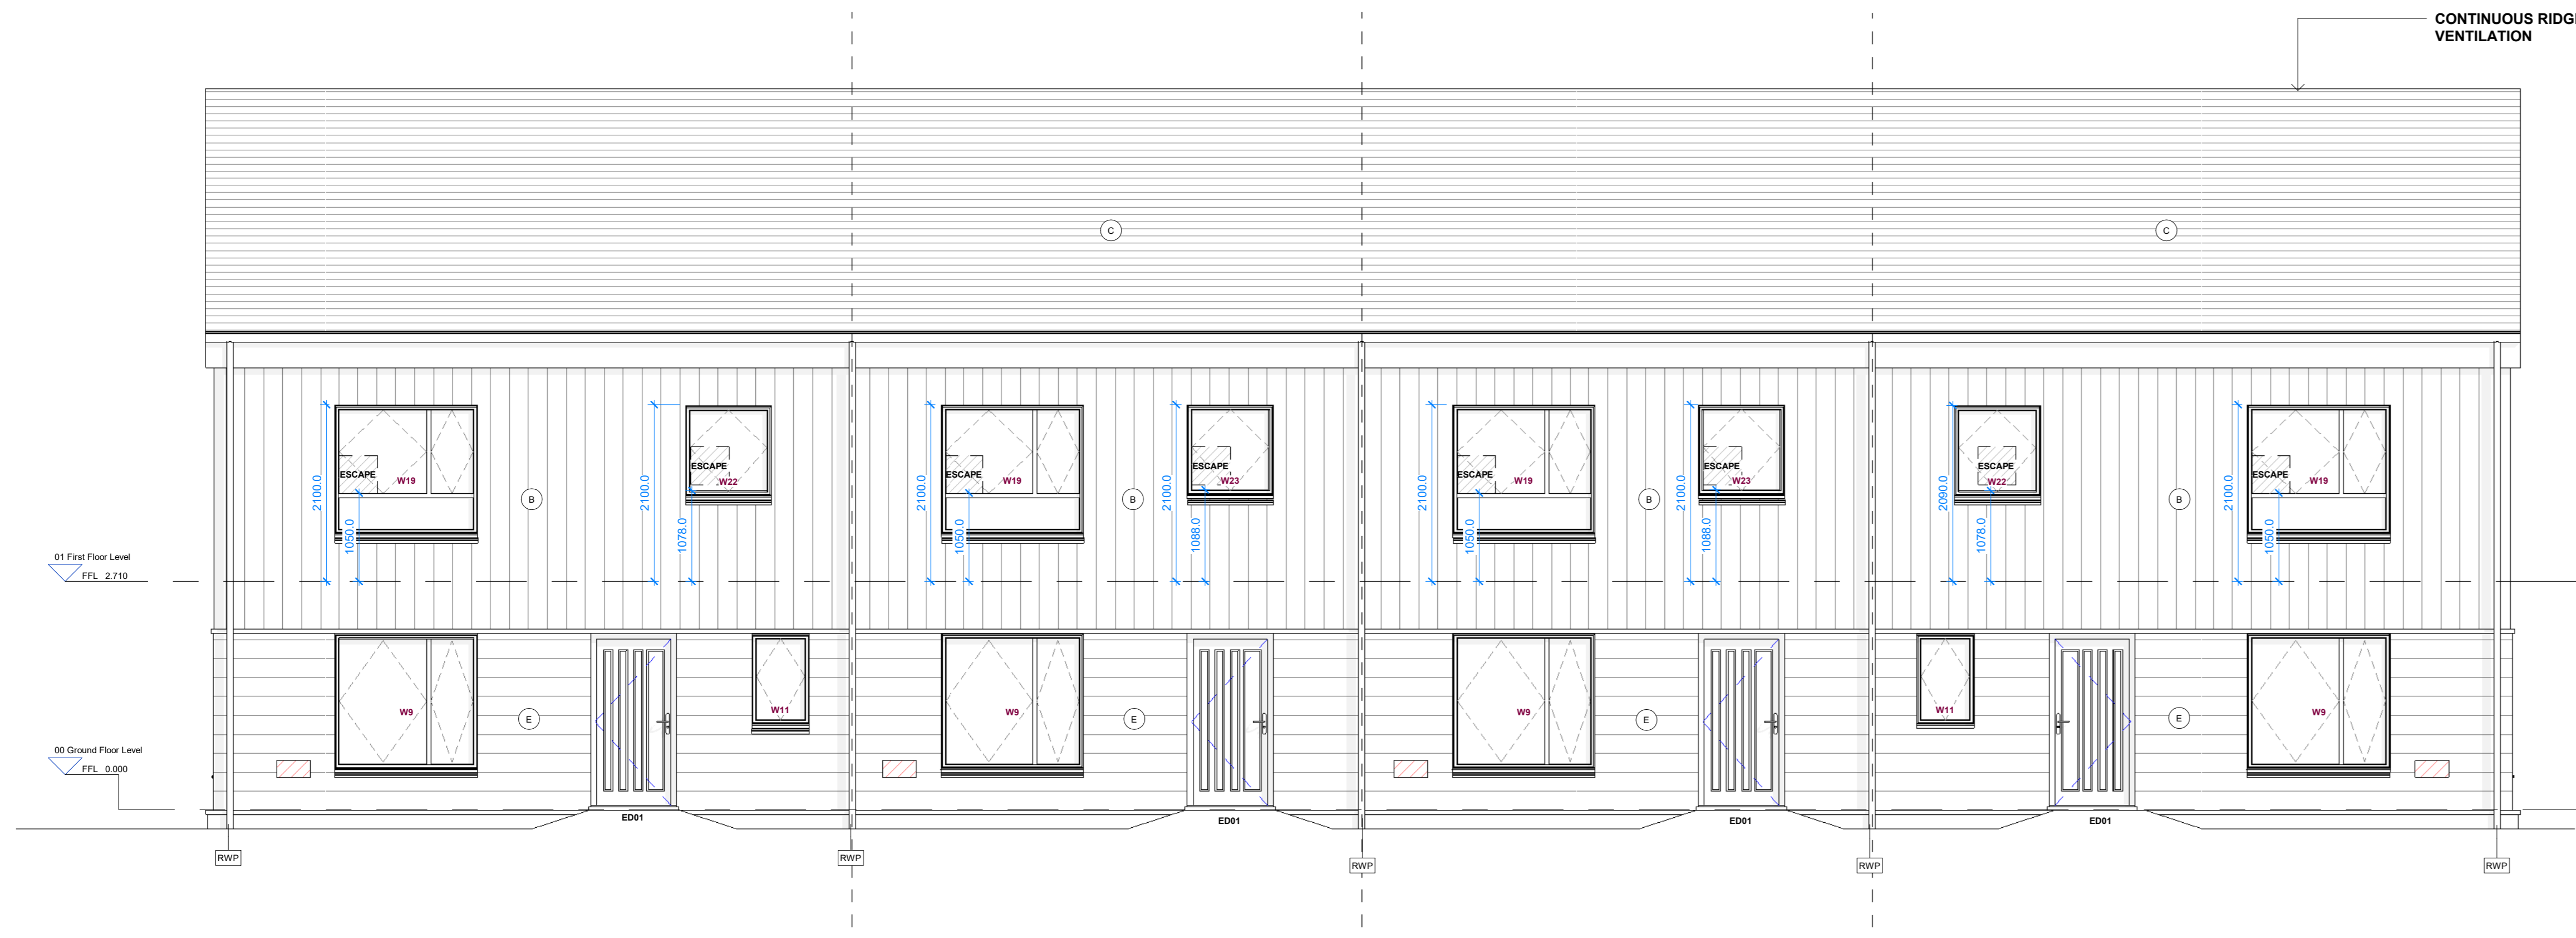 CONTINUOUS RIDG
VENTILATION
C
C
2100.0
ESCAPE
W19
1050.0
B
2100.0
ESCAPE
W22
1078.0
2100.0
ESCAPE
W19
1050.0
B
2100.0
ESCAPE
W23
1088.0
2100.0
ESCAPE
W19
1050.0
B
2100.0
ESCAPE
W23
1088.0
2090.0
ESCAPE
W22
1078.0
B
2100.0
ESCAPE
W19
1050.0
01 First Floor Level
FFL 2.710
W9
E
W11
W9
E
W9
E
W11
E
W9
00 Ground Floor Level
FFL 0.000
ED01
ED01
ED01
ED01
RWP
RWP
RWP
RWP
RWP